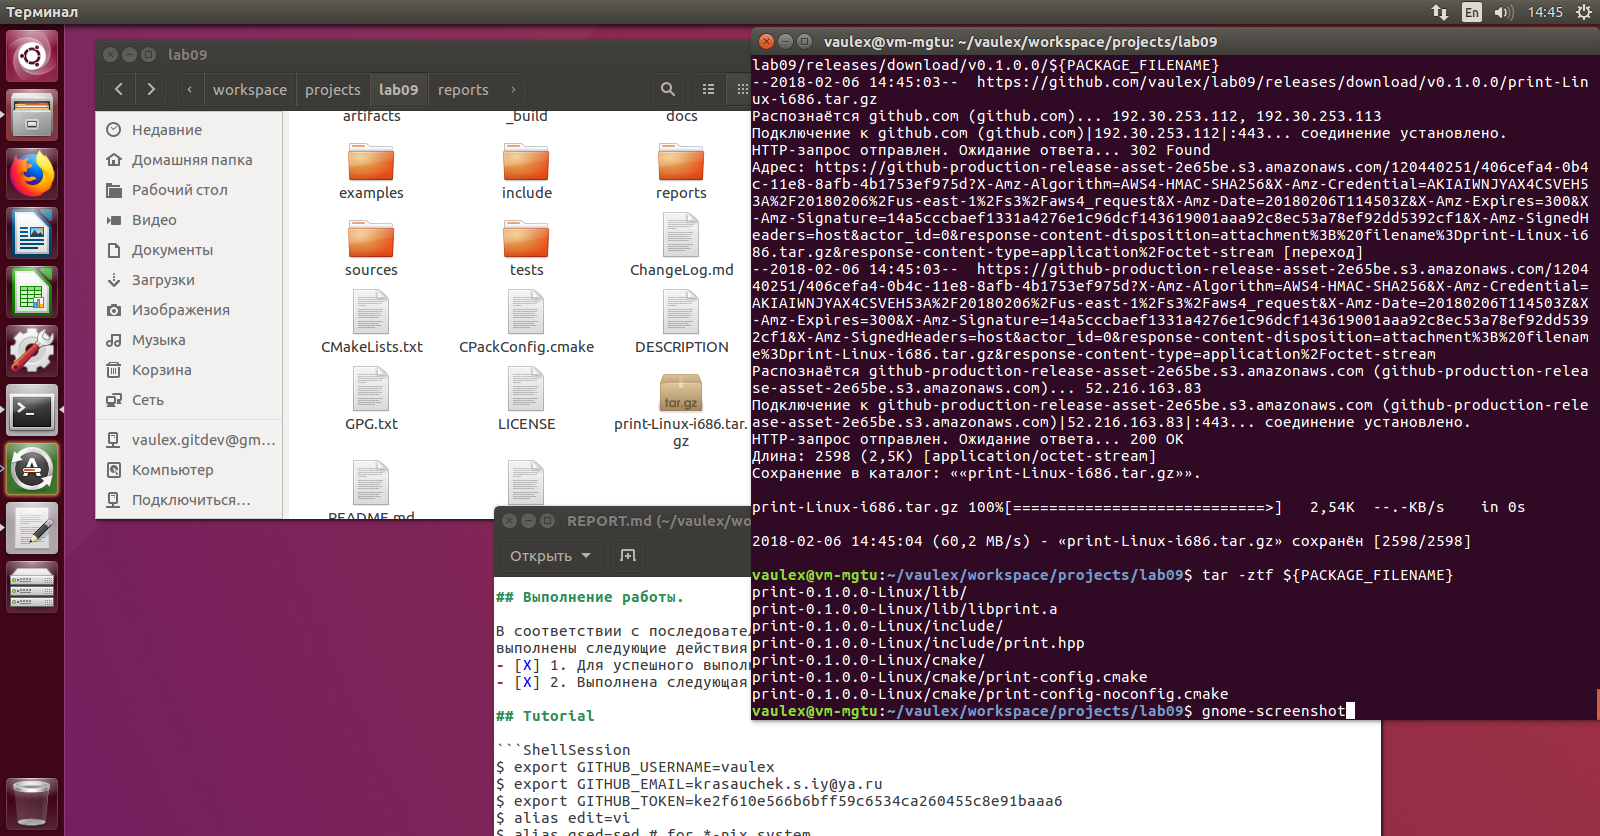 Терминал
En
14:45
lab09
workspace
projects
lab09
reports
Недавние
Домашняя папка
Рабочий стол
Видео
Документы
Загрузки
Изображения
Музыка
Корзина
Сеть
vaulex.gitdev@gm...
Компьютер
Подключиться...
artifacts
_build
docs
examples
include
reports
sources
tests
ChangeLog.md
CMakeLists.txt
CPackConfig.cmake
DESCRIPTION
GPG.txt
LICENSE
tar.gz
print-Linux-i686.tar.
gz
README.md
REPORT.md (~/vaulex/wo
Открыть
## Выполнение работы.
В соответствии с последовател
выполнены следующие действия
- [X] 1. Для успешного выполн
- [X] 2. Выполнена следующая
## Tutorial
```ShellSession
$ export GITHUB_USERNAME=vaulex
$ export GITHUB_EMAIL=krasauchek.s.iy@ya.ru
$ export GITHUB_TOKEN=ke2f610e566b6bff59c6534ca260455c8e91baaa6
$ alias edit=vi
$ alias gsed=sed # for *-nix system
vaulex@vm-mgtu: ~/vaulex/workspace/projects/lab09
lab09/releases/download/v0.1.0.0/${PACKAGE_FILENAME}
--2018-02-06 14:45:03--  https://github.com/vaulex/lab09/releases/download/v0.1.0.0/print-Lin
ux-i686.tar.gz
Распознаётся github.com (github.com)... 192.30.253.112, 192.30.253.113
Подключение к github.com (github.com)|192.30.253.112|:443... соединение установлено.
HTTP-запрос отправлен. Ожидание ответа... 302 Found
Адрес: https://github-production-release-asset-2e65be.s3.amazonaws.com/120440251/406cefa4-0b4
c-11e8-8afb-4b1753ef975d?X-Amz-Algorithm=AWS4-HMAC-SHA256&X-Amz-Credential=AKIAIWNJYAX4CSVEH5
3A%2F20180206%2Fus-east-1%2Fs3%2Faws4_request&X-Amz-Date=20180206T114503Z&X-Amz-Expires=300&X
-Amz-Signature=14a5cccbaef1331a4276e1c96dcf143619001aaa92c8ec53a78ef92dd5392cf1&X-Amz-SignedH
eaders=host&actor_id=0&response-content-disposition=attachment%3B%20filename%3Dprint-Linux-i6
86.tar.gz&response-content-type=application%2Foctet-stream [переход]
--2018-02-06 14:45:03--  https://github-production-release-asset-2e65be.s3.amazonaws.com/120
440251/406cefa4-0b4c-11e8-8afb-4b1753ef975d?X-Amz-Algorithm=AWS4-HMAC-SHA256&X-Amz-Credential=
AKIAIWNJYAX4CSVEH53A%2F20180206%2Fus-east-1%2Fs3%2Faws4_request&X-Amz-Date=20180206T114503Z&X
-Amz-Expires=300&X-Amz-Signature=14a5cccbaef1331a4276e1c96dcf143619001aaa92c8ec53a78ef92dd539
2cf1&X-Amz-SignedHeaders=host&actor_id=0&response-content-disposition=attachment%3B%20filenam
e%3Dprint-Linux-i686.tar.gz&response-content-type=application%2Foctet-stream
Распознаётся github-production-release-asset-2e65be.s3.amazonaws.com (github-production-relea
se-asset-2e65be.s3.amazonaws.com)... 52.216.163.83
Подключение к github-production-release-asset-2e65be.s3.amazonaws.com (github-production-rele
ase-asset-2e65be.s3.amazonaws.com)|52.216.163.83|:443... соединение установлено.
HTTP-запрос отправлен. Ожидание ответа... 200 OK
Длина: 2598 (2,5K) [application/octet-stream]
Сохранение в каталог: ««print-Linux-i686.tar.gz»».
print-Linux-i686.tar.gz 100%[============================>]   2,54K  --.-KB/s    in 0s
2018-02-06 14:45:04 (60,2 MB/s) - «print-Linux-i686.tar.gz» сохранён [2598/2598]
vaulex@vm-mgtu:~/vaulex/workspace/projects/lab09$ tar -ztf ${PACKAGE_FILENAME}
print-0.1.0.0-Linux/lib/
print-0.1.0.0-Linux/lib/libprint.a
print-0.1.0.0-Linux/include/
print-0.1.0.0-Linux/include/print.hpp
print-0.1.0.0-Linux/cmake/
print-0.1.0.0-Linux/cmake/print-config.cmake
print-0.1.0.0-Linux/cmake/print-config-noconfig.cmake
vaulex@vm-mgtu:~/vaulex/workspace/projects/lab09$ gnome-screenshot